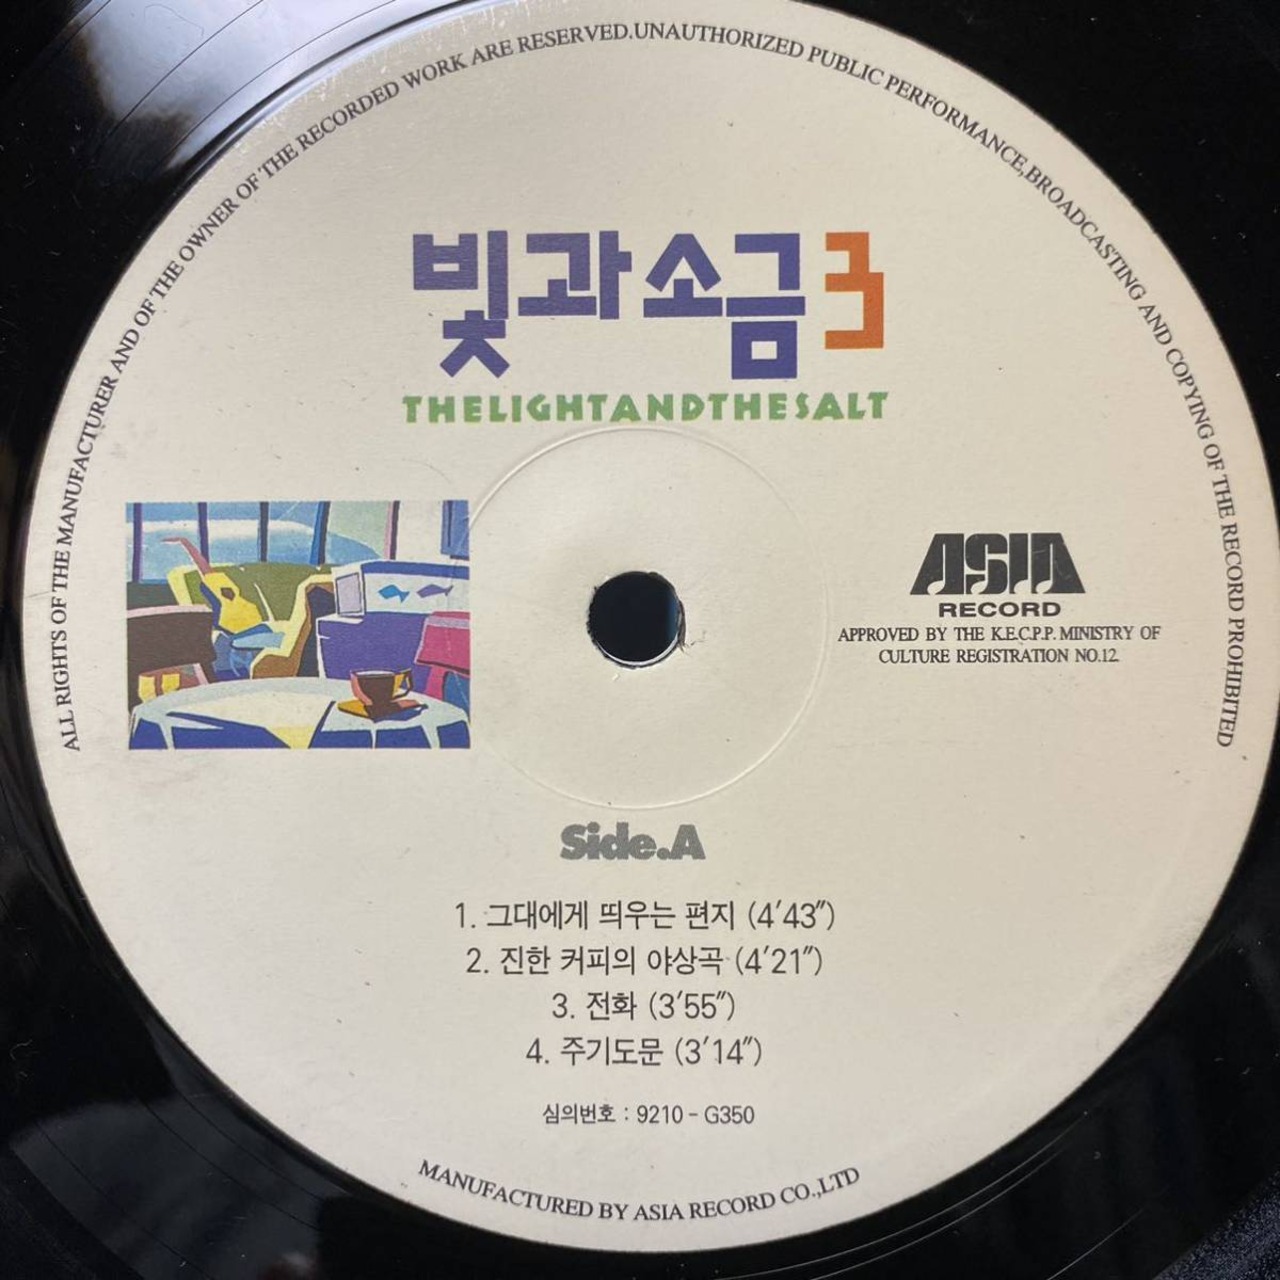 ALL RIGHTS OF THE MANUFACTURER AND OF THE OWNER OF THE RECORDED WORK ARE RESERVED.UNAUTHORIZED PUBLIC PERFORMANCE,BROADCASTING AND COPYING OF THE RECORD PROHIBITED
빛과 소금 3
THELIGHTANDTHESALT
ASIA
RECORD
APPROVED BY THE K.E.C.P.P. MINISTRY OF
CULTURE REGISTRATION NO.12.
Side.A
1. 그대에게 띄우는 편지 (4'43")
2. 진한 커피의 야상곡 (4'21")
3. 전화 (3'55")
4. 주기도문 (3'14")
심의번호 : 9210 - G350
MANUFACTURED BY ASIA RECORD CO.,LTD